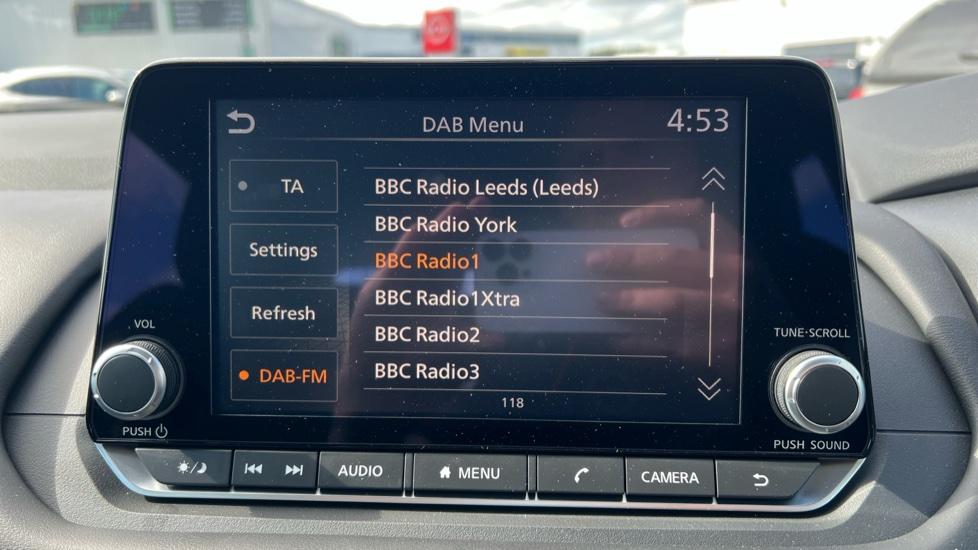 DAB Menu
4:53
TA
Settings
Refresh
DAB-FM
BBC Radio Leeds (Leeds)
BBC Radio York
BBC Radio1
BBC Radio1Xtra
BBC Radio2
BBC Radio3
118
VOL
PUSH
TUNE·SCROLL
PUSH SOUND
AUDIO
MENU
CAMERA